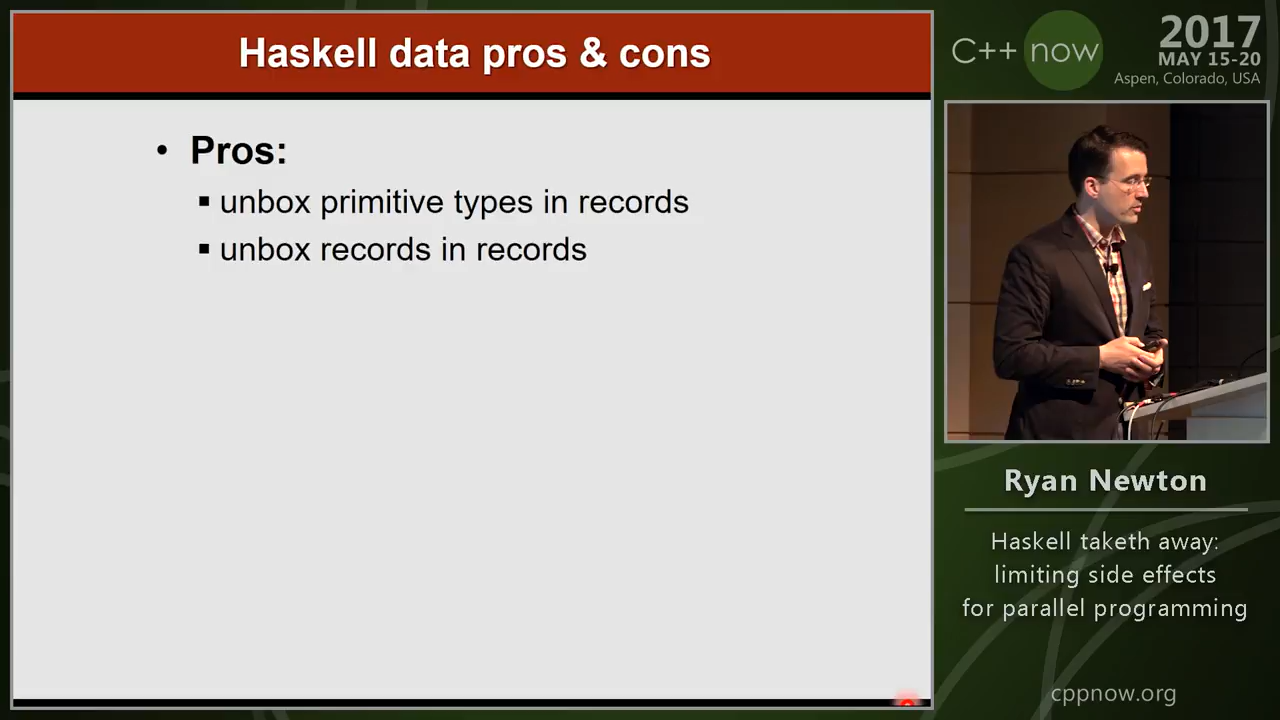 Haskell data pros & cons
• Pros:
▪ unbox primitive types in records
▪ unbox records in records
C++ now
2017
MAY 15-20
Aspen, Colorado, USA
Ryan Newton
Haskell taketh away:
limiting side effects
for parallel programming
cppnow.org